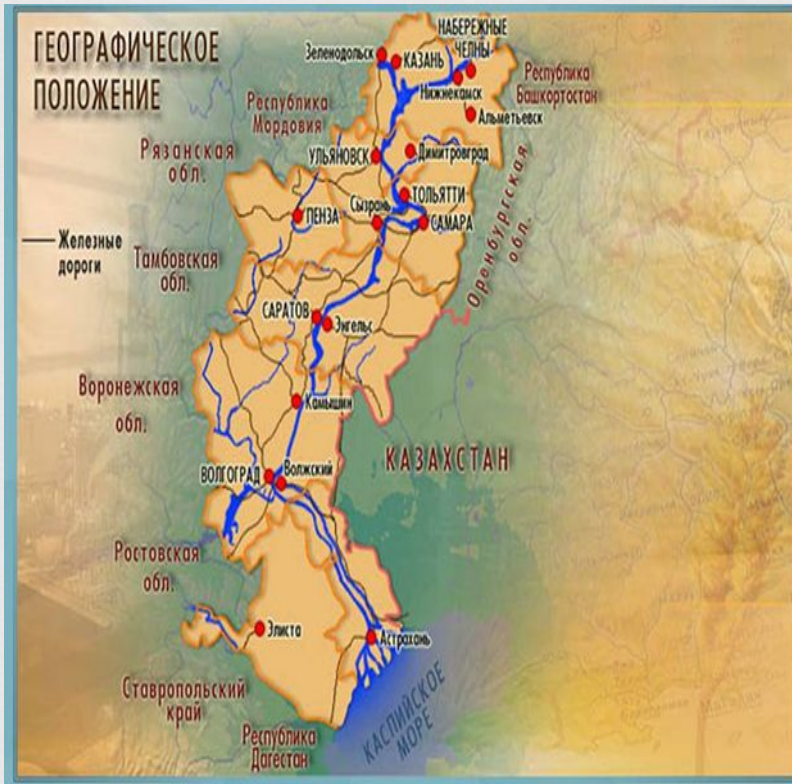 ГЕОГРАФИЧЕСКОЕ
ПОЛОЖЕНИЕ
НАБЕРЕЖНЫЕ
ЧЕЛНЫ
Зеленодольск
КАЗАНЬ
Нижнекамск
Республика
Башкортостан
Республика
Мордовия
Альметьевск
Рязанская
обл.
УЛЬЯНОВСК
Димитровград
ТОЛЬЯТТИ
Сызрань
ПЕНЗА
САМАРА
Оренбургская
обл.
Железные
дороги
Тамбовская
обл.
САРАТОВ
Энгельс
Воронежская
обл.
Камышин
КАЗАХСТАН
ВОЛГОГРАД
Волжский
Ростовская
обл.
Элиста
Астрахань
Ставропольский
край
КАСПИЙСКОЕ
МОРЕ
Республика
Дагестан